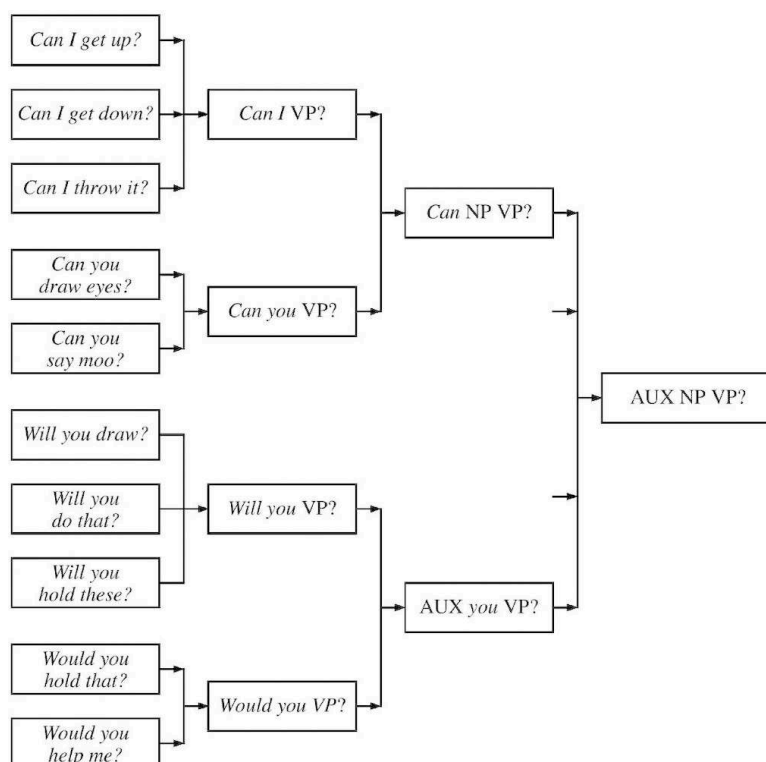 Can I get up?
Can I get down?
Can I throw it?
Can I VP?
Can you
draw eyes?
Can you
say moo?
Can you VP?
Can NP VP?
Will you draw?
Will you
do that?
Will you
hold these?
Will you VP?
Would you
hold that?
Would you
help me?
Would you VP?
AUX you VP?
AUX NP VP?